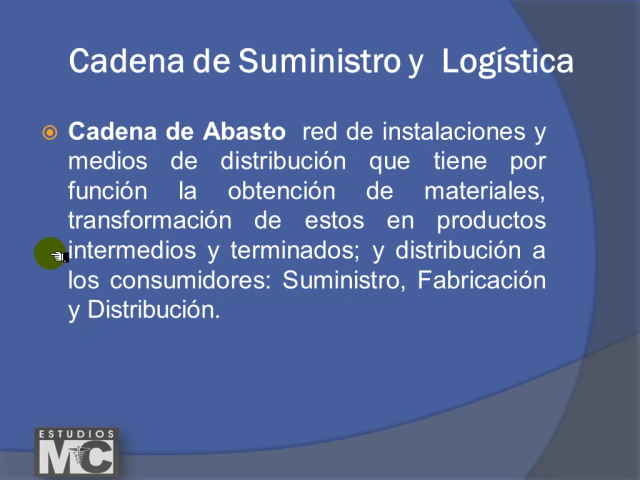 Cadena de Suministro y Logística
Cadena de Abasto red de instalaciones y
medios de distribución que tiene por
función la obtención de materiales,
transformación de estos en productos
intermedios y terminados; y distribución a
los consumidores: Suministro, Fabricación
y Distribución.
ESTUDIOS
MC